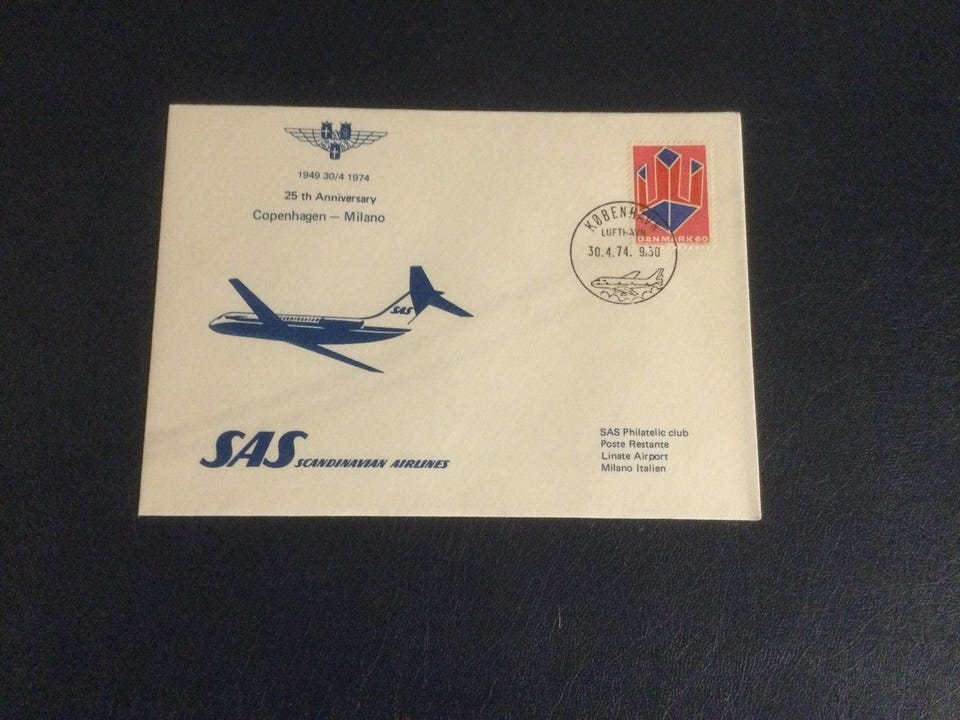 1949 30/4 1974
25 th Anniversary
Copenhagen — Milano
KØBENHAVN
LUFTHAVN
30.4.74. 9.30
DANMARK 60
SAS
SAS SCANDINAVIAN AIRLINES
SAS Philatelic club
Poste Restante
Linate Airport
Milano Italien